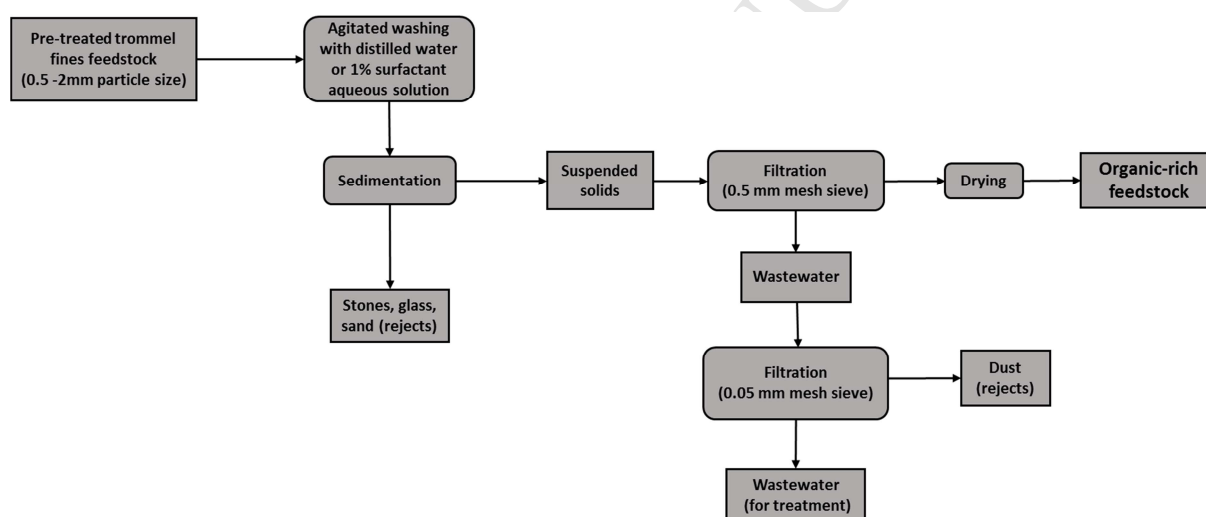 Pre-treated trommel
fines feedstock
(0.5 -2mm particle size)
Agitated washing
with distilled water
or 1% surfactant
aqueous solution
Sedimentation
Suspended
solids
Filtration
(0.5 mm mesh sieve)
Drying
Organic-rich
feedstock
Wastewater
Stones, glass,
sand (rejects)
Filtration
(0.05 mm mesh sieve)
Dust
(rejects)
Wastewater
(for treatment)